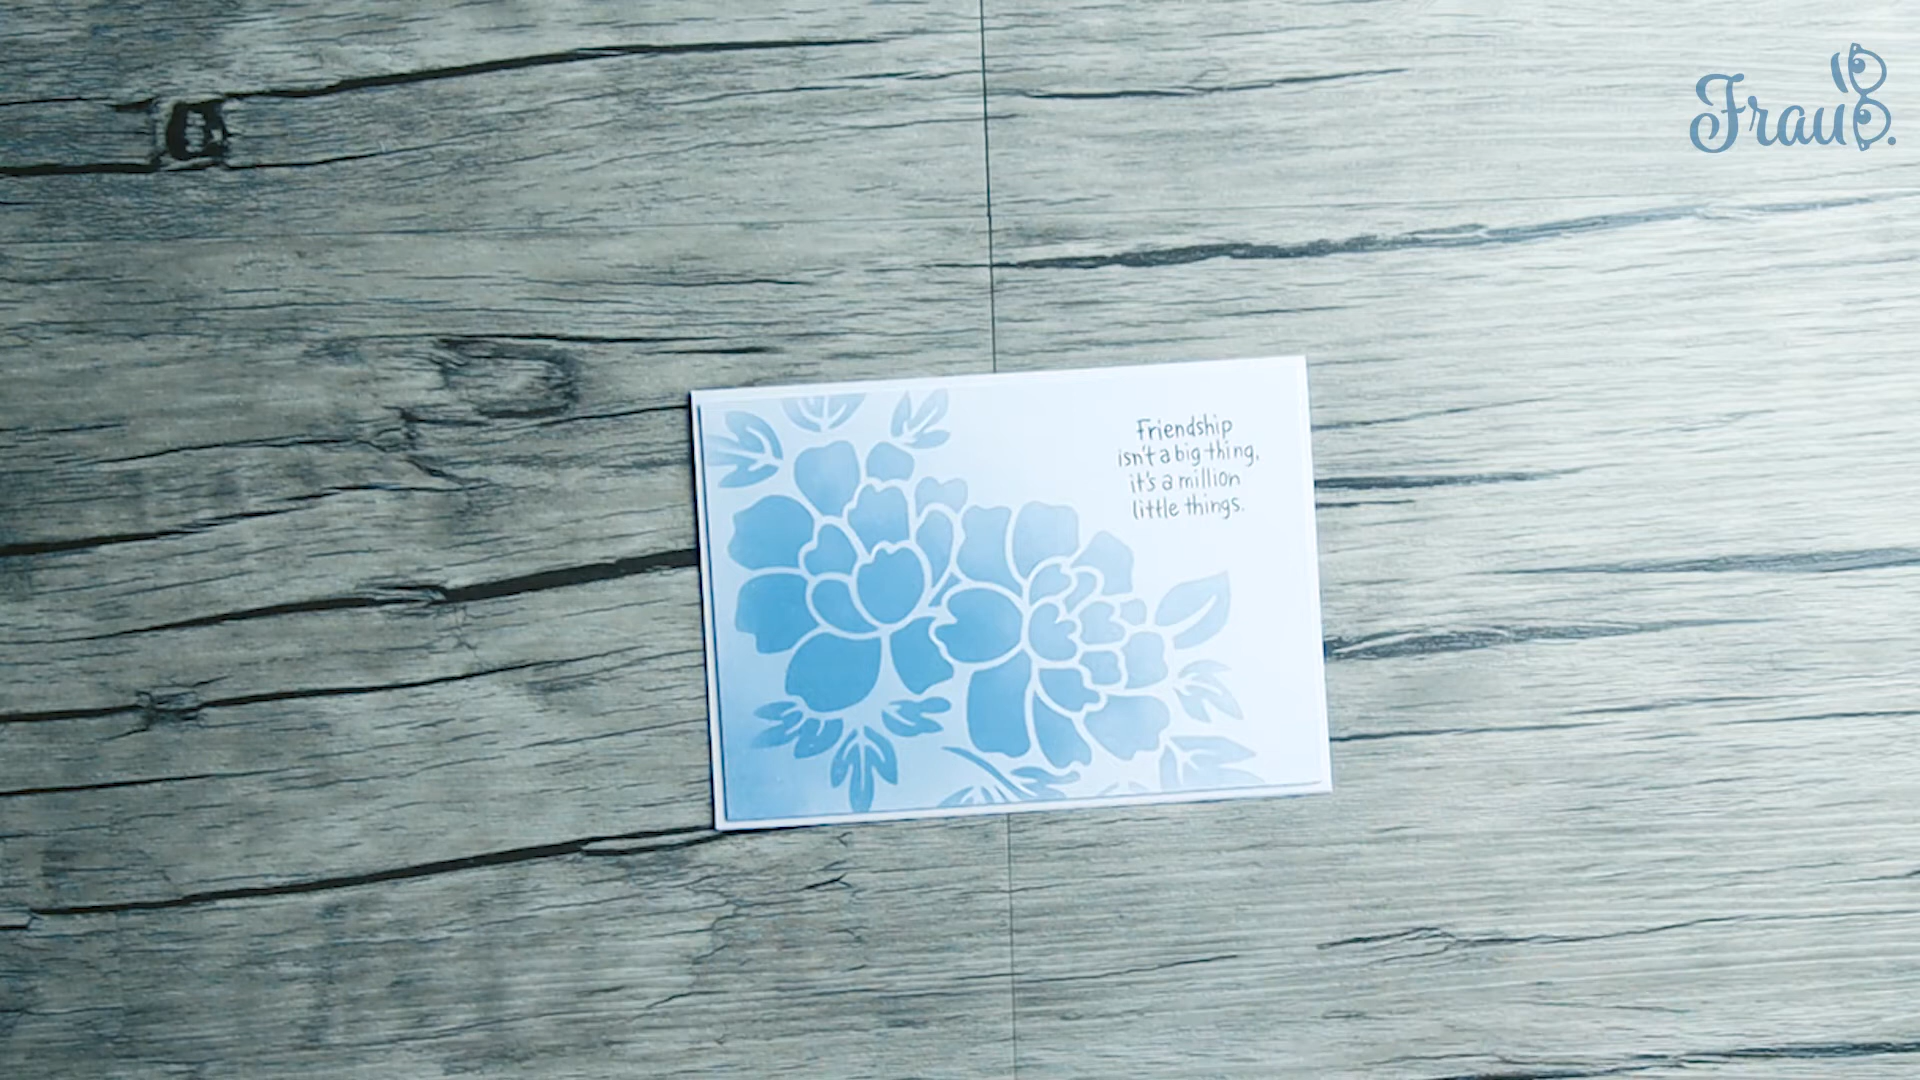 Frau B.
Friendship
isn't a big thing,
it's a million
little things.